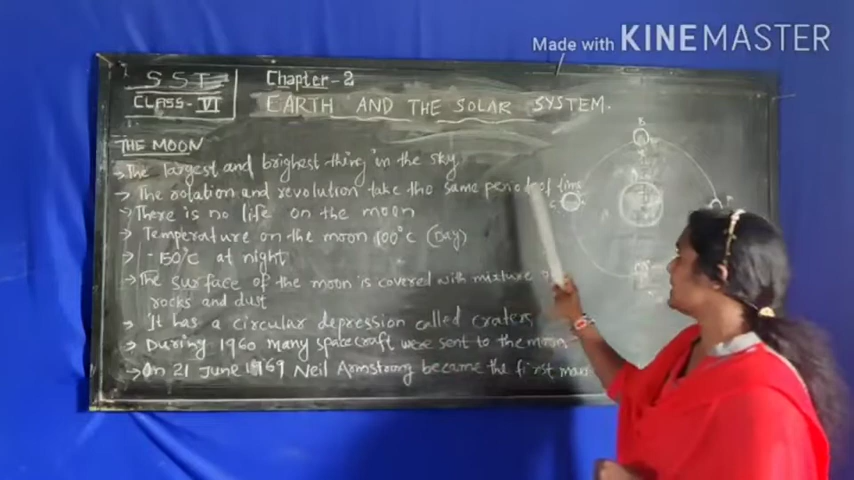 Made with KINEMASTER
SST
CLASS-VI
Chapter-2
EARTH AND THE SOLAR SYSTEM.
THE MOON
→ The largest and brighest thing in the sky
→ The rotation and revolution take the same period of time
→ There is no life on the moon
→ Temperature on the moon 100°c (Day)
→ -150°c at night
→ The surface of the moon is covered with mixture of
rocks and dust
→ It has a circular depression called craters
→ During 1960 many spacecraft were sent to the moon.
→ On 21 June 1969 Neil Armstrong became the first man
B